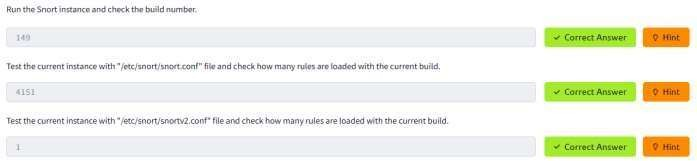 Run the Snort instance and check the build number.
149
✓ Correct Answer
Hint
Test the current instance with "/etc/snort/snort.conf" file and check how many rules are loaded with the current build.
4151
✓ Correct Answer
Hint
Test the current instance with "/etc/snort/snortv2.conf" file and check how many rules are loaded with the current build.
1
✓ Correct Answer
Hint